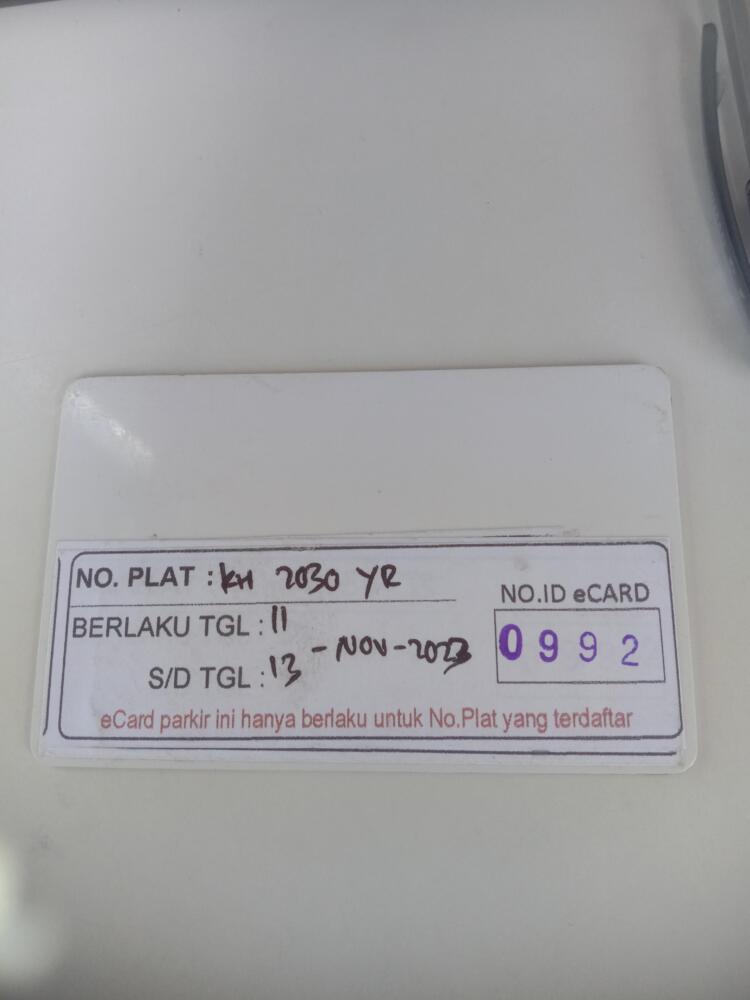 NO. PLAT : KH 2030 YR
NO.ID eCARD
BERLAKU TGL : 11
0992
S/D TGL : 13 - NOV - 2023
eCard parkir ini hanya berlaku untuk No.Plat yang terdaftar